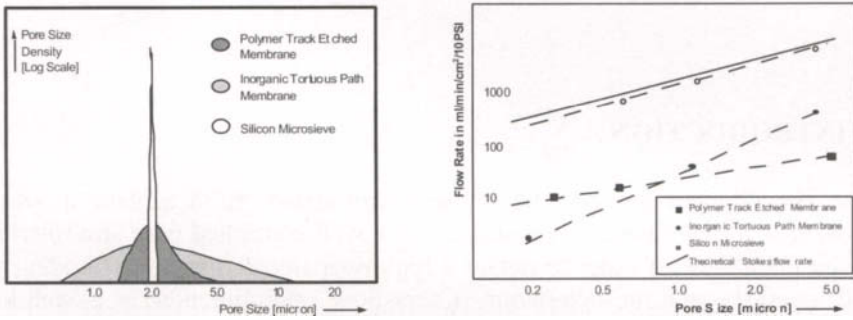 Pore Size
Density
[Log Scale]
Polymer Track Etched
Membrane
Inorganic Tortuous Path
Membrane
Silicon Microsieve
1.0 2.0 5.0 10 20
Pore Size [micron]
Flow Rate in ml/min/cm²/10PSI
1000
100
10
Polymer Track Etched Membrane
Inorganic Tortuous Path Membrane
Silicon Microsieve
Theoretical Stokes flow rate
0.2 0.5 1.0 2.0 5.0
Pore Size [micron]